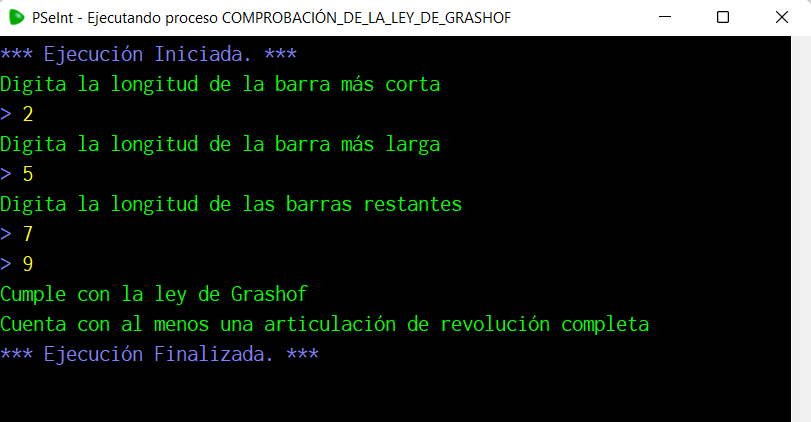 PSeInt - Ejecutando proceso COMPROBACIÓN_DE_LA_LEY_DE_GRASHOF
*** Ejecución Iniciada. ***
Digita la longitud de la barra más corta
> 2
Digita la longitud de la barra más larga
> 5
Digita la longitud de las barras restantes
> 7
> 9
Cumple con la ley de Grashof
Cuenta con al menos una articulación de revolución completa
*** Ejecución Finalizada. ***